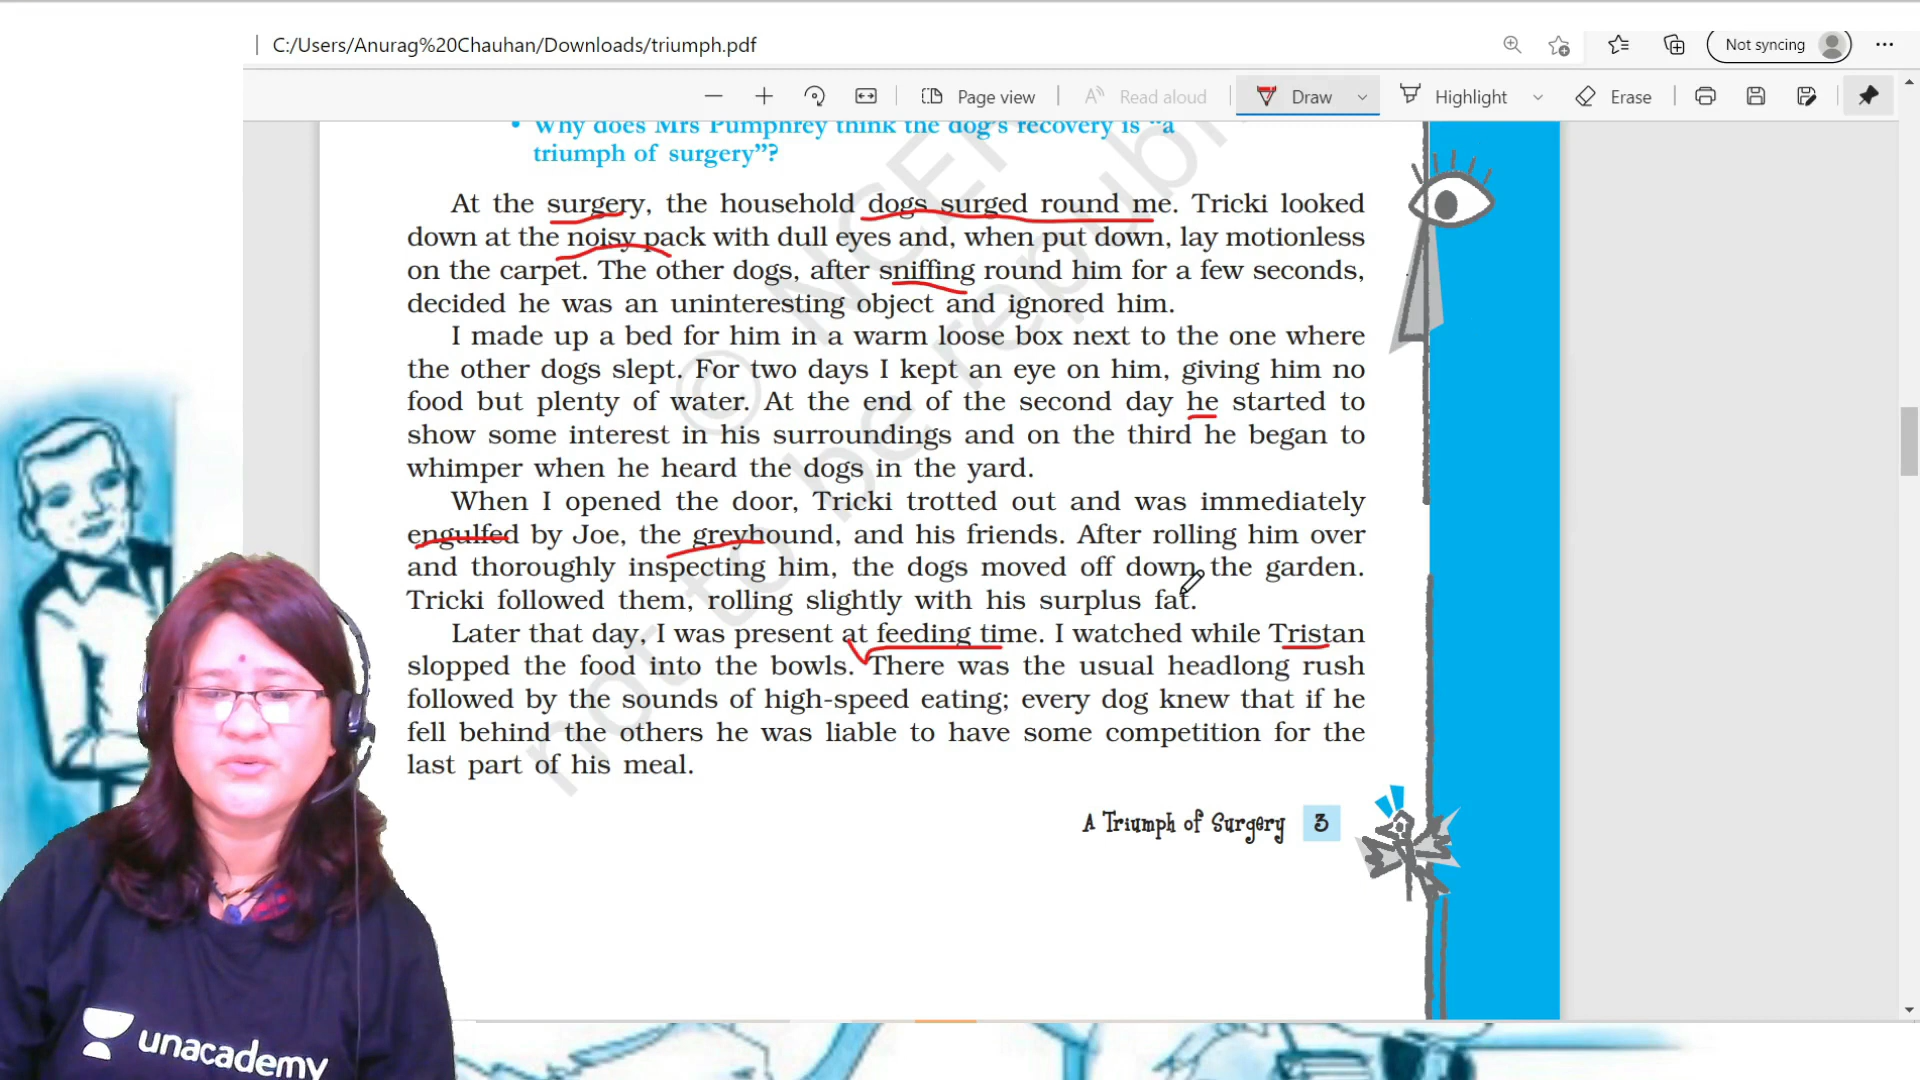 C:/Users/Anurag%20Chauhan/Downloads/triumph.pdf
Not syncing
Page view
Read aloud
Draw
Highlight
Erase
• Why does Mrs Pumphrey think the dog's recovery is "a
triumph of surgery"?
At the surgery, the household dogs surged round me. Tricki looked
down at the noisy pack with dull eyes and, when put down, lay motionless
on the carpet. The other dogs, after sniffing round him for a few seconds,
decided he was an uninteresting object and ignored him.
I made up a bed for him in a warm loose box next to the one where
the other dogs slept. For two days I kept an eye on him, giving him no
food but plenty of water. At the end of the second day he started to
show some interest in his surroundings and on the third he began to
whimper when he heard the dogs in the yard.
When I opened the door, Tricki trotted out and was immediately
engulfed by Joe, the greyhound, and his friends. After rolling him over
and thoroughly inspecting him, the dogs moved off down the garden.
Tricki followed them, rolling slightly with his surplus fat.
Later that day, I was present at feeding time. I watched while Tristan
slopped the food into the bowls. There was the usual headlong rush
followed by the sounds of high-speed eating; every dog knew that if he
fell behind the others he was liable to have some competition for the
last part of his meal.
A Triumph of Surgery 3
© NCER
not to be republi
unacademy